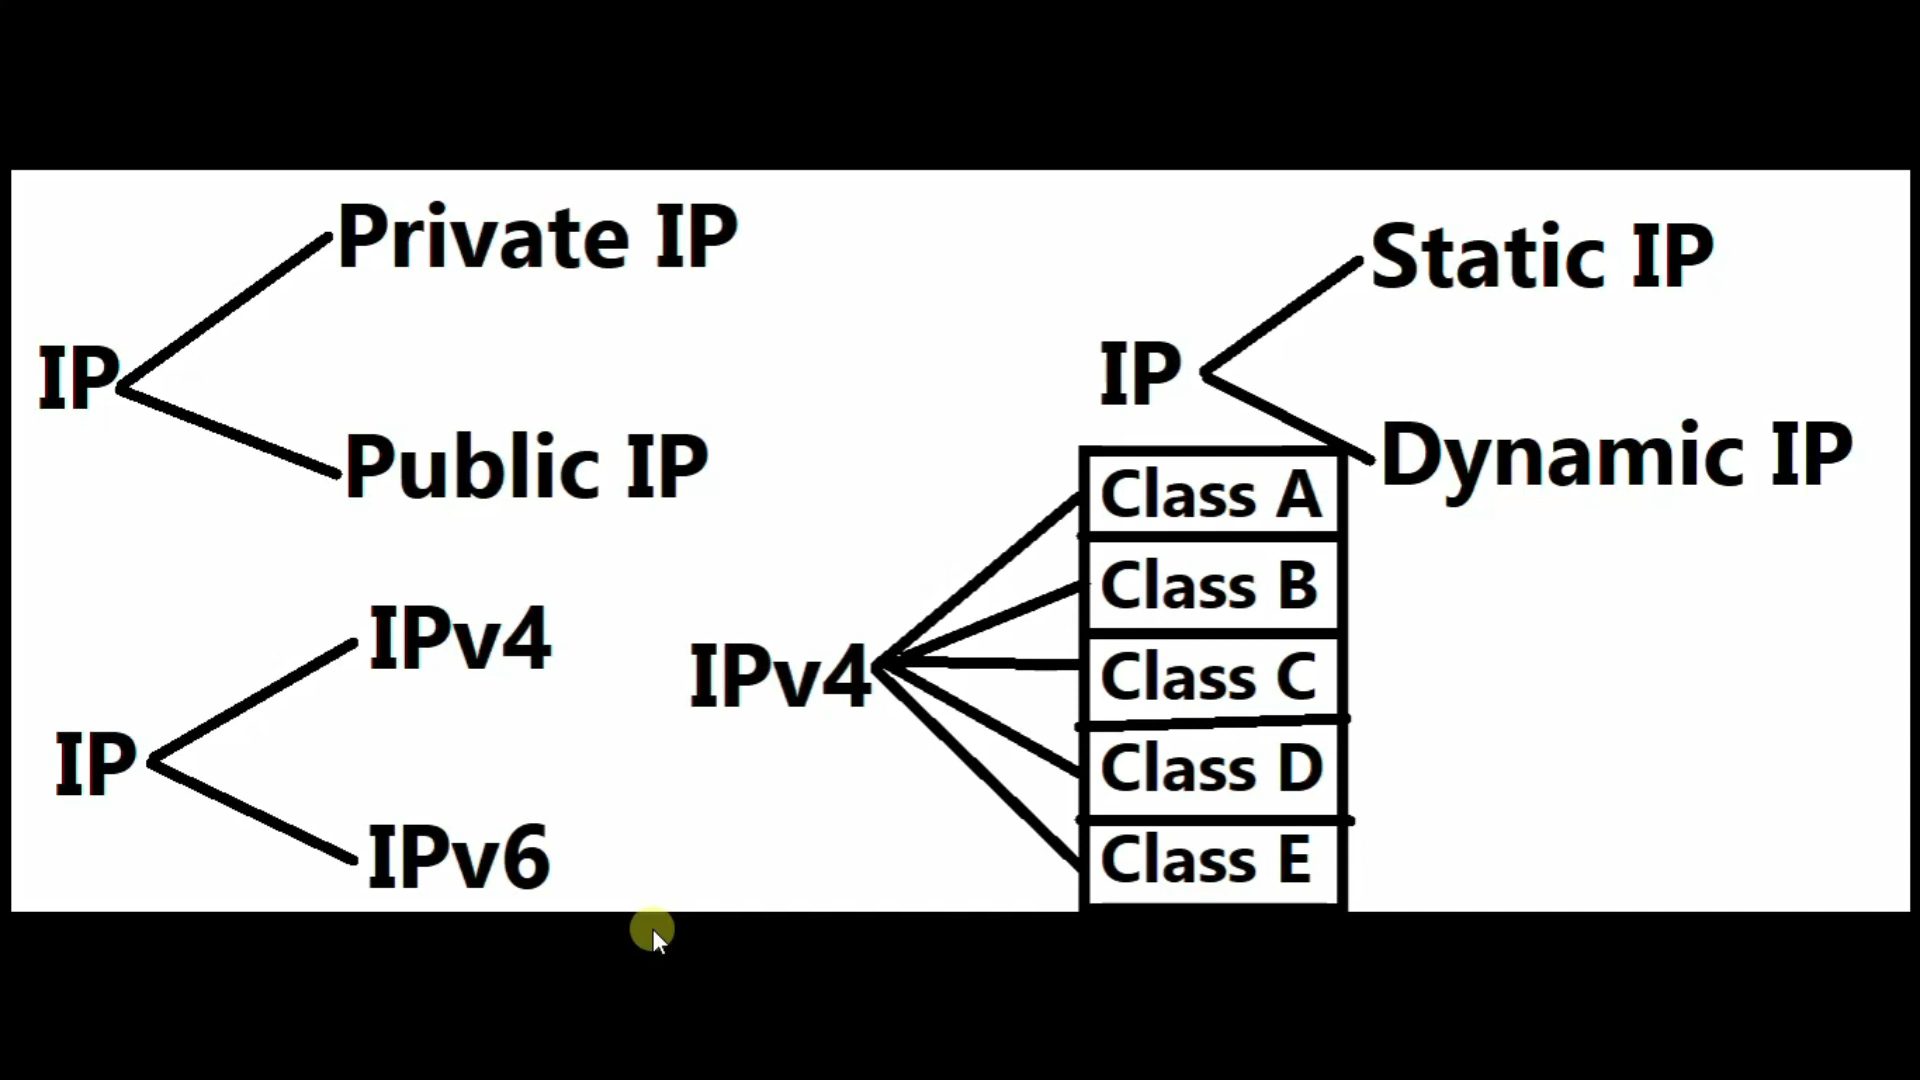 Private IP
IP
Public IP
Static IP
IP
Dynamic IP
IPv4
IP
IPv6
IPv4
Class A
Class B
Class C
Class D
Class E